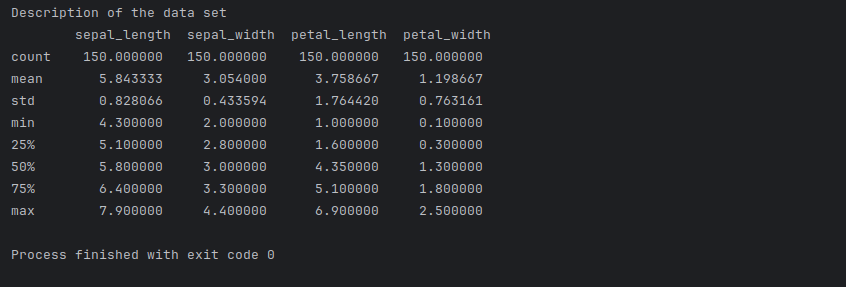 Description of the data set
sepal_length sepal_width petal_length petal_width
count 150.000000 150.000000 150.000000 150.000000
mean 5.843333 3.054000 3.758667 1.198667
std 0.828066 0.433594 1.764420 0.763161
min 4.300000 2.000000 1.000000 0.100000
25% 5.100000 2.800000 1.600000 0.300000
50% 5.800000 3.000000 4.350000 1.300000
75% 6.400000 3.300000 5.100000 1.800000
max 7.900000 4.400000 6.900000 2.500000
Process finished with exit code 0